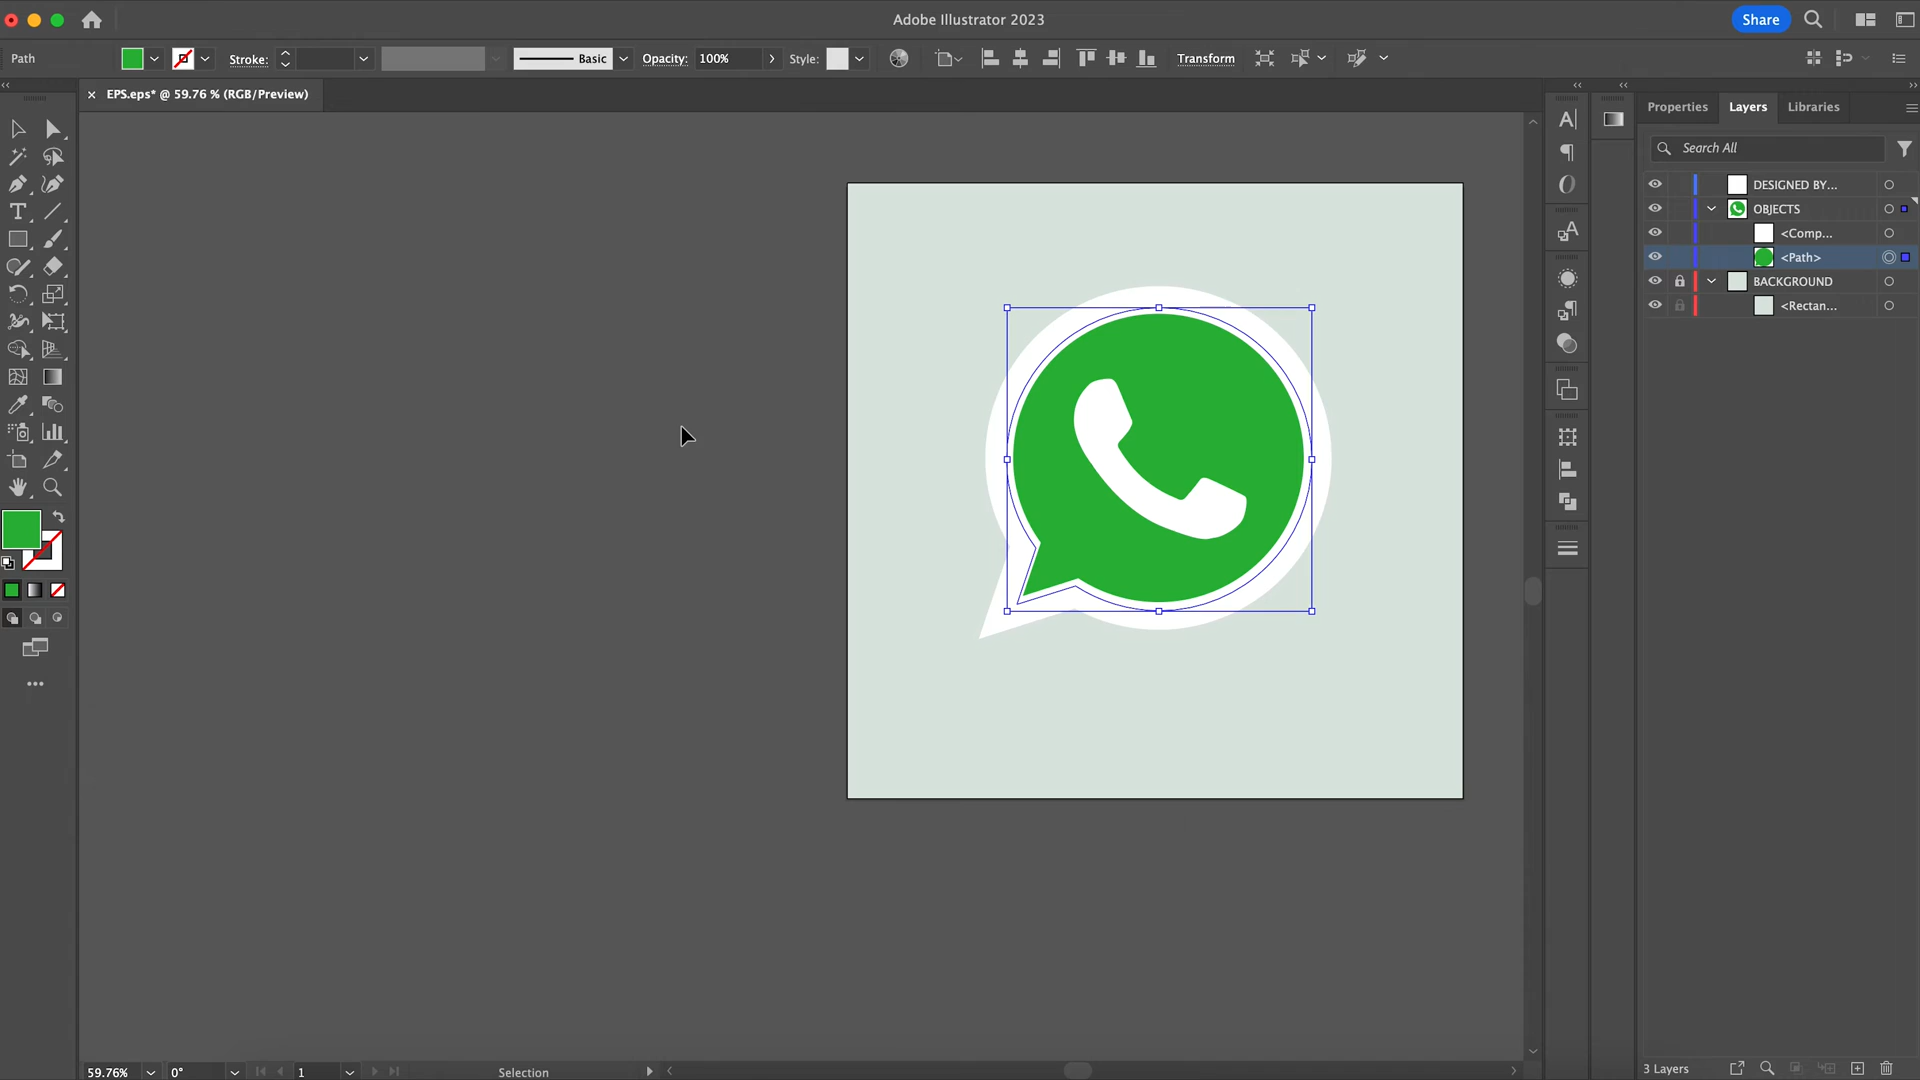 Adobe Illustrator 2023
Share
Path
Stroke:
Basic
Opacity: 100%
Style:
Transform
× EPS.eps* @ 59.76 % (RGB/Preview)
Properties Layers Libraries
Search All
DESIGNED BY...
OBJECTS
<Comp...
<Path>
BACKGROUND
<Rectan...
59.76% 0° 1 Selection
3 Layers